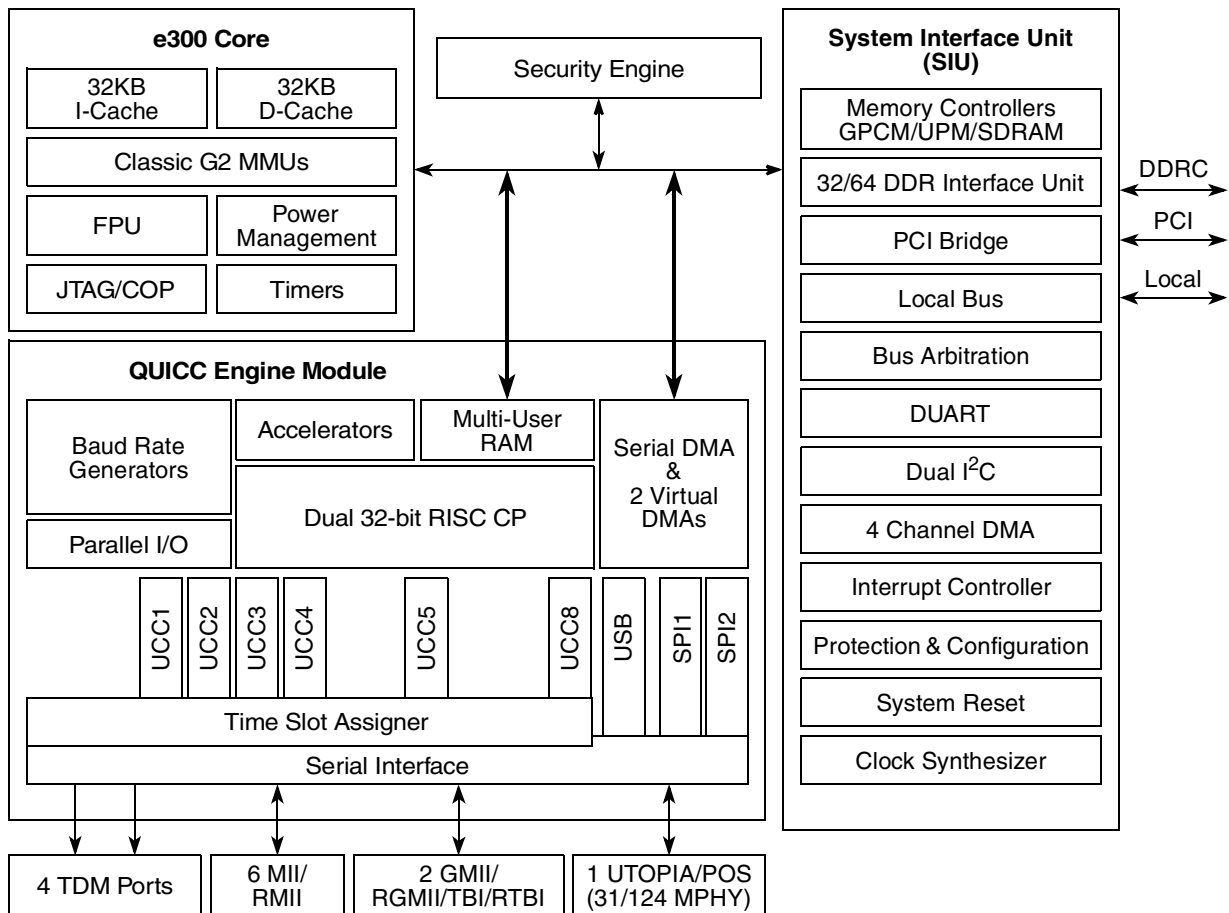 e300 Core
32KB
I-Cache
32KB
D-Cache
Classic G2 MMUs
FPU
Power
Management
JTAG/COP
Timers
Security Engine
System Interface Unit
(SIU)
Memory Controllers
GPCM/UPM/SDRAM
32/64 DDR Interface Unit
PCI Bridge
Local Bus
Bus Arbitration
DUART
Dual I²C
4 Channel DMA
Interrupt Controller
Protection & Configuration
System Reset
Clock Synthesizer
DDRC
PCI
Local
QUICC Engine Module
Baud Rate
Generators
Accelerators
Multi-User
RAM
Serial DMA
&
2 Virtual
DMAs
Parallel I/O
Dual 32-bit RISC CP
UCC1
UCC2
UCC3
UCC4
UCC5
UCC8
USB
SPI1
SPI2
Time Slot Assigner
Serial Interface
4 TDM Ports
6 MII/
RMII
2 GMII/
RGMII/TBI/RTBI
1 UTOPIA/POS
(31/124 MPHY)